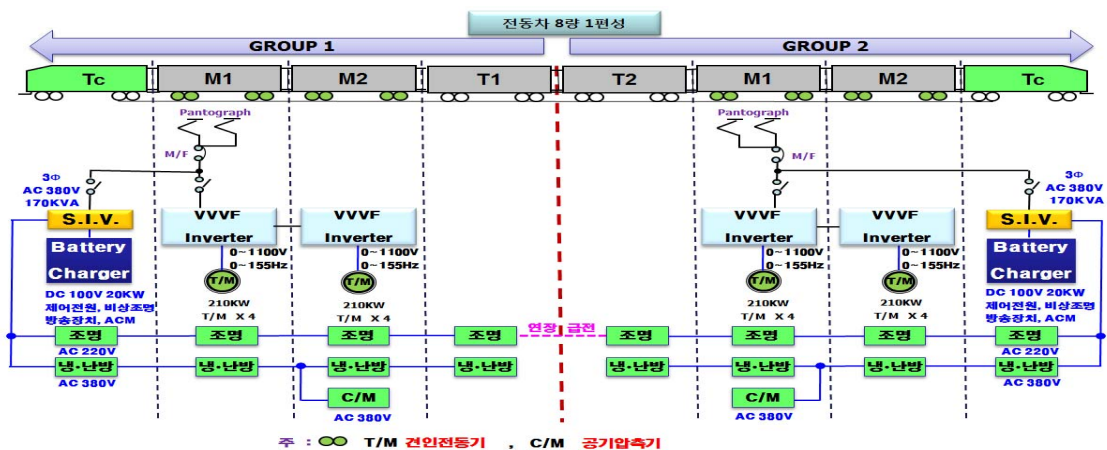 전동차 8량 1편성
GROUP 1
GROUP 2
Tc
M1
M2
T1
T2
M1
M2
Tc
Pantograph
Pantograph
M/F
M/F
3Φ
AC 380V
170KVA
3Φ
AC 380V
170KVA
S.I.V.
VVVF
Inverter
VVVF
Inverter
VVVF
Inverter
VVVF
Inverter
S.I.V.
Battery
Charger
0~1100V
0~155Hz
0~1100V
0~155Hz
0~1100V
0~155Hz
0~1100V
0~155Hz
Battery
Charger
T/M
T/M
T/M
T/M
DC 100V 20KW
제어전원, 비상조명
방송장치, ACM
210KW
T/M X 4
210KW
T/M X 4
210KW
T/M X 4
210KW
T/M X 4
DC 100V 20KW
제어전원, 비상조명
방송장치, ACM
조명
조명
조명
조명
연장 급전
조명
조명
조명
조명
AC 220V
AC 220V
냉·난방
냉·난방
냉·난방
냉·난방
냉·난방
냉·난방
냉·난방
냉·난방
AC 380V
AC 380V
C/M
C/M
AC 380V
AC 380V
주 : T/M 견인전동기 , C/M 공기압축기